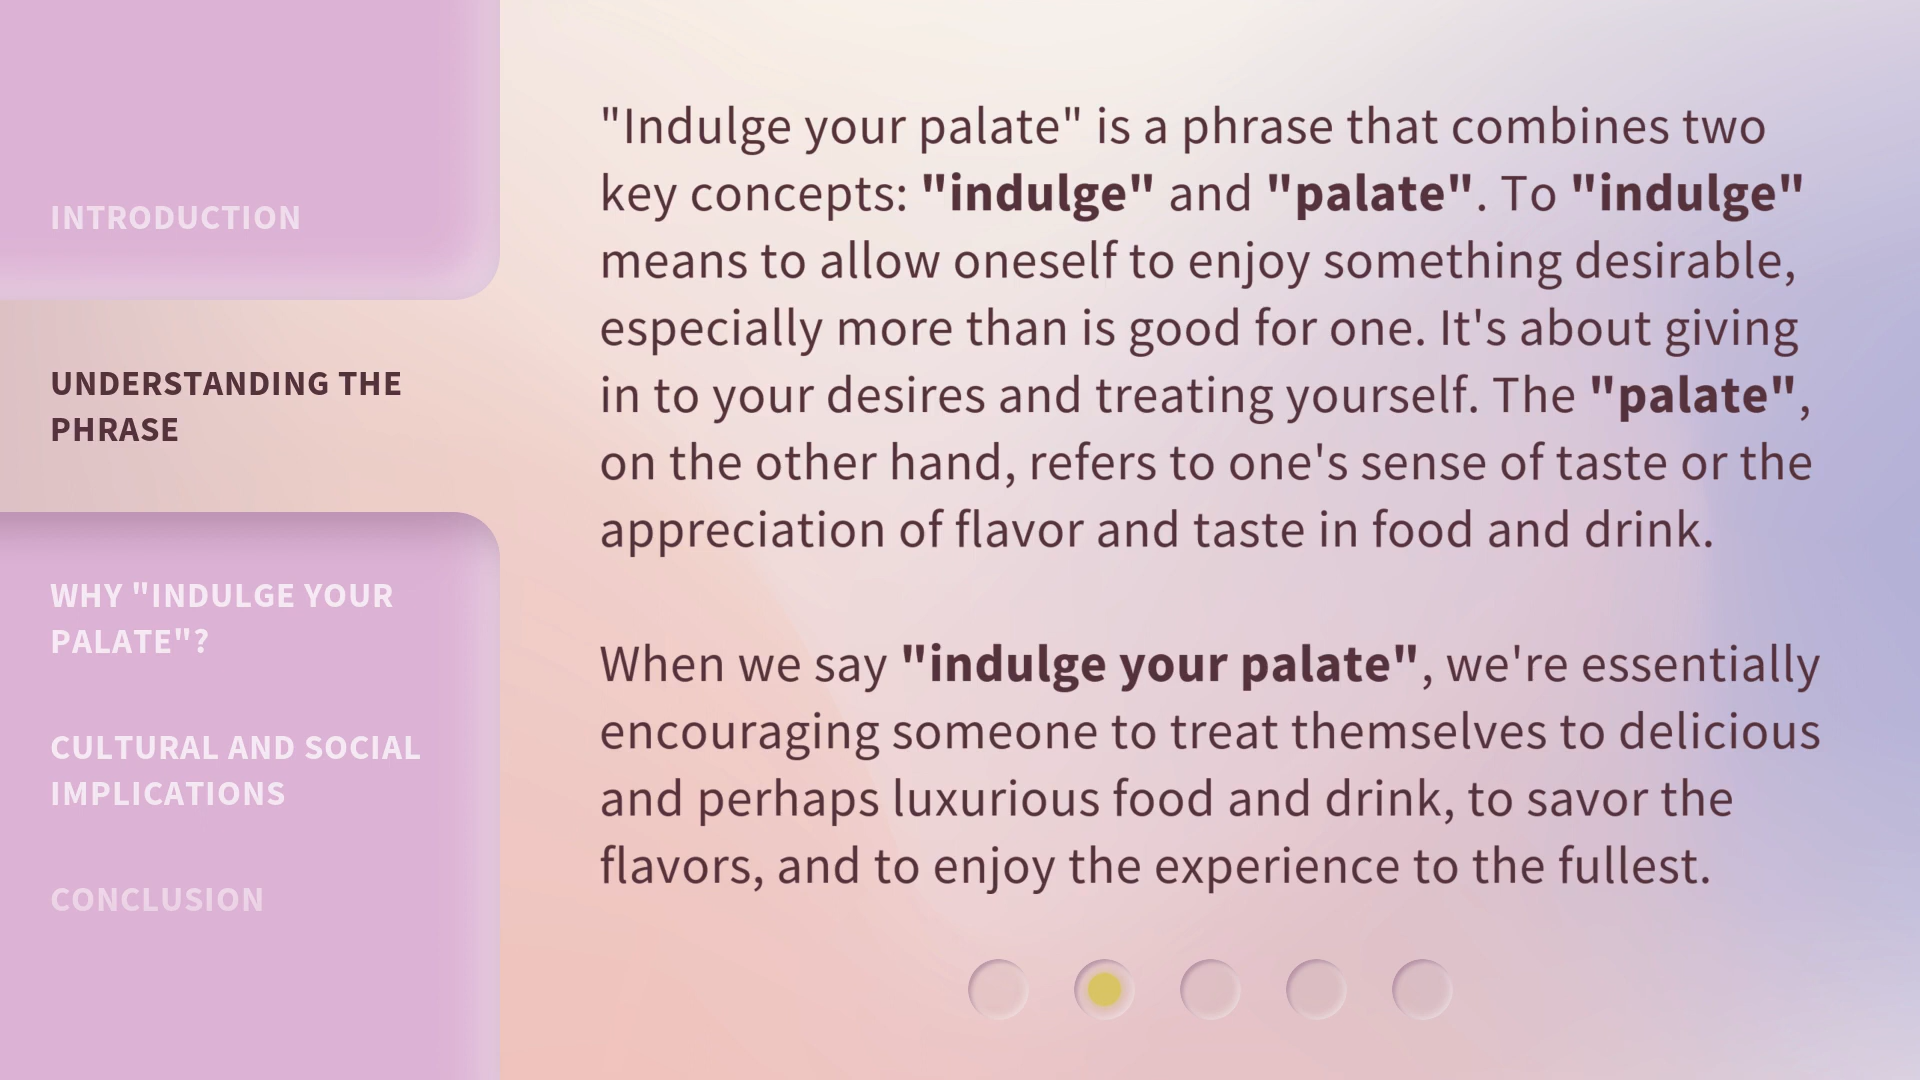 INTRODUCTION
UNDERSTANDING THE
PHRASE
WHY "INDULGE YOUR
PALATE"?
CULTURAL AND SOCIAL
IMPLICATIONS
CONCLUSION
"Indulge your palate" is a phrase that combines two
key concepts: "indulge" and "palate". To "indulge"
means to allow oneself to enjoy something desirable,
especially more than is good for one. It's about giving
in to your desires and treating yourself. The "palate",
on the other hand, refers to one's sense of taste or the
appreciation of flavor and taste in food and drink.
When we say "indulge your palate", we're essentially
encouraging someone to treat themselves to delicious
and perhaps luxurious food and drink, to savor the
flavors, and to enjoy the experience to the fullest.